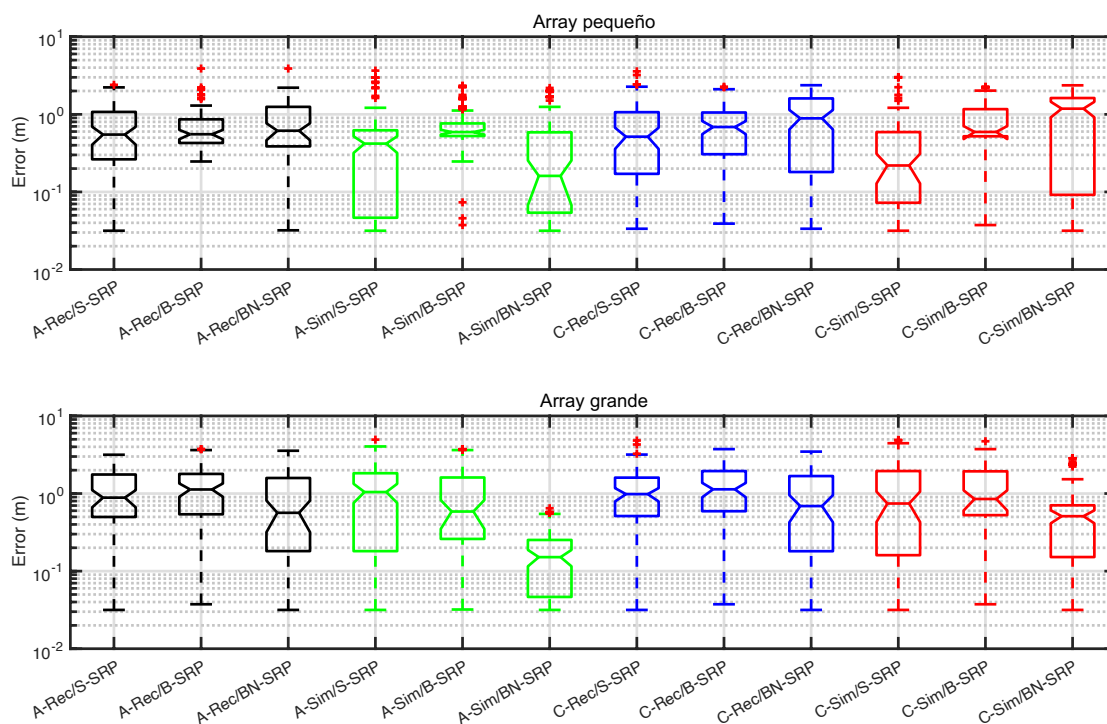 Array pequeño
Error (m)
10^1
10^0
10^-1
10^-2
A-Rec/S-SRP
A-Rec/B-SRP
A-Rec/BN-SRP
A-Sim/S-SRP
A-Sim/B-SRP
A-Sim/BN-SRP
C-Rec/S-SRP
C-Rec/B-SRP
C-Rec/BN-SRP
C-Sim/S-SRP
C-Sim/B-SRP
C-Sim/BN-SRP
Array grande
Error (m)
10^1
10^0
10^-1
10^-2
A-Rec/S-SRP
A-Rec/B-SRP
A-Rec/BN-SRP
A-Sim/S-SRP
A-Sim/B-SRP
A-Sim/BN-SRP
C-Rec/S-SRP
C-Rec/B-SRP
C-Rec/BN-SRP
C-Sim/S-SRP
C-Sim/B-SRP
C-Sim/BN-SRP